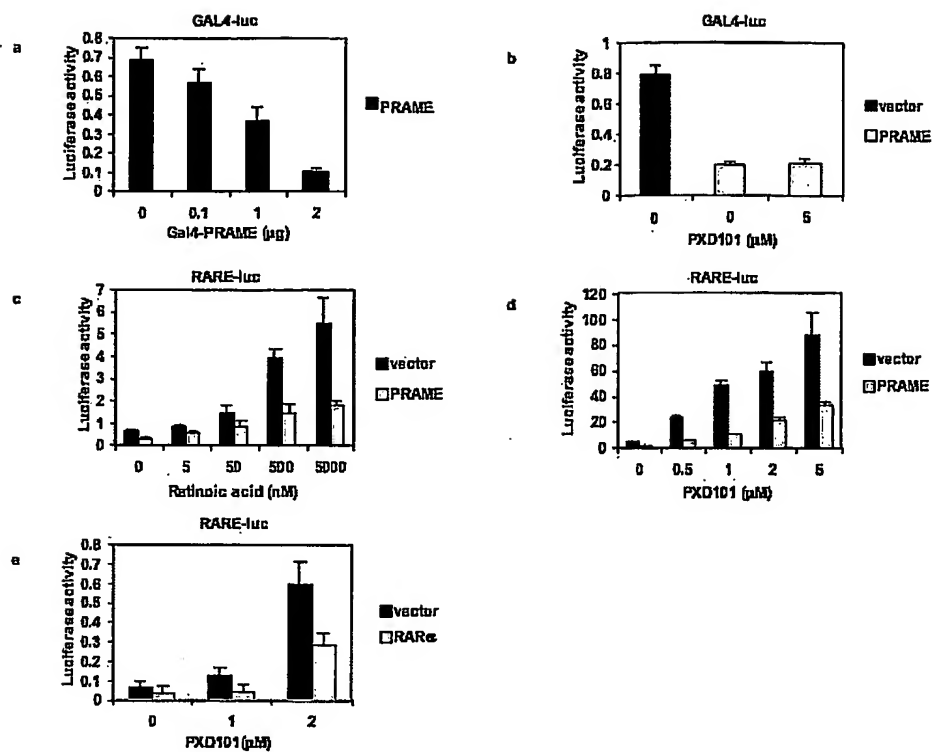 a
GAL4-luc
Luciferase activity
0.8
0.7
0.6
0.5
0.4
0.3
0.2
0.1
0
0 0.1 1 2
Gal4-PRAME (µg)
PRAME
b
GAL4-luc
Luciferase activity
1
0.8
0.6
0.4
0.2
0
0 0 5
PXD101 (µM)
vector
PRAME
c
RARE-luc
Luciferase activity
7
6
5
4
3
2
1
0
0 5 50 500 5000
Retinoic acid (nM)
vector
PRAME
d
RARE-luc
Luciferase activity
120
100
80
60
40
20
0
0 0.5 1 2 5
PXD101 (µM)
vector
PRAME
e
RARE-luc
Luciferase activity
0.8
0.7
0.6
0.5
0.4
0.3
0.2
0.1
0
0 1 2
PXD101 (µM)
vector
RARα